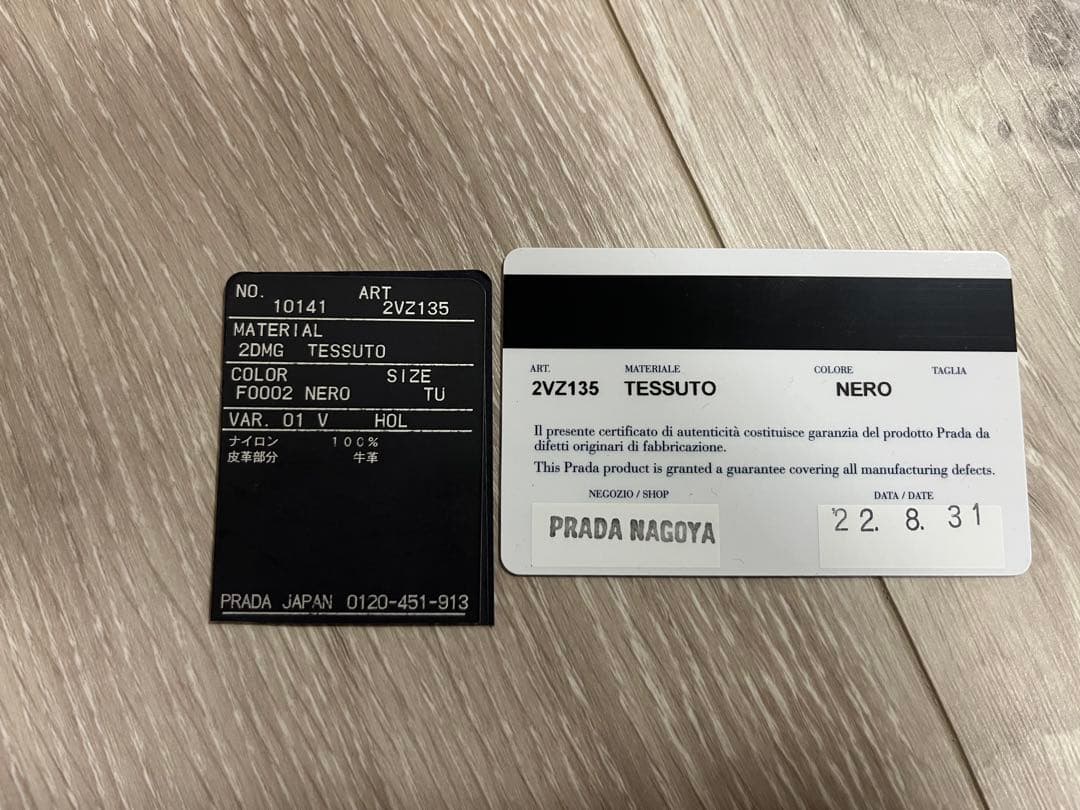 NO. ART
10141 2VZ135
MATERIAL
2DMG TESSUTO
COLOR SIZE
F0002 NERO TU
VAR. 01 V HOL
ナイロン 100%
皮革部分 牛革
PRADA JAPAN 0120-451-913
ART. MATERIALE COLORE TAGLIA
2VZ135 TESSUTO NERO
Il presente certificato di autenticità costituisce garanzia del prodotto Prada da
difetti originari di fabbricazione.
This Prada product is granted a guarantee covering all manufacturing defects.
NEGOZIO / SHOP DATA / DATE
PRADA NAGOYA '22. 8. 31